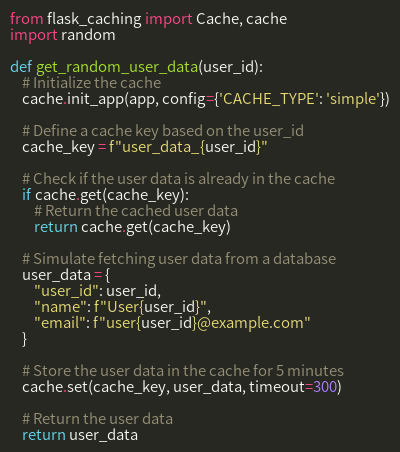 from flask_caching import Cache, cache
import random

def get_random_user_data(user_id):
    # Initialize the cache
    cache.init_app(app, config={'CACHE_TYPE': 'simple'})

    # Define a cache key based on the user_id
    cache_key = f"user_data_{user_id}"

    # Check if the user data is already in the cache
    if cache.get(cache_key):
        # Return the cached user data
        return cache.get(cache_key)

    # Simulate fetching user data from a database
    user_data = {
        "user_id": user_id,
        "name": f"User{user_id}",
        "email": f"user{user_id}@example.com"
    }

    # Store the user data in the cache for 5 minutes
    cache.set(cache_key, user_data, timeout=300)

    # Return the user data
    return user_data